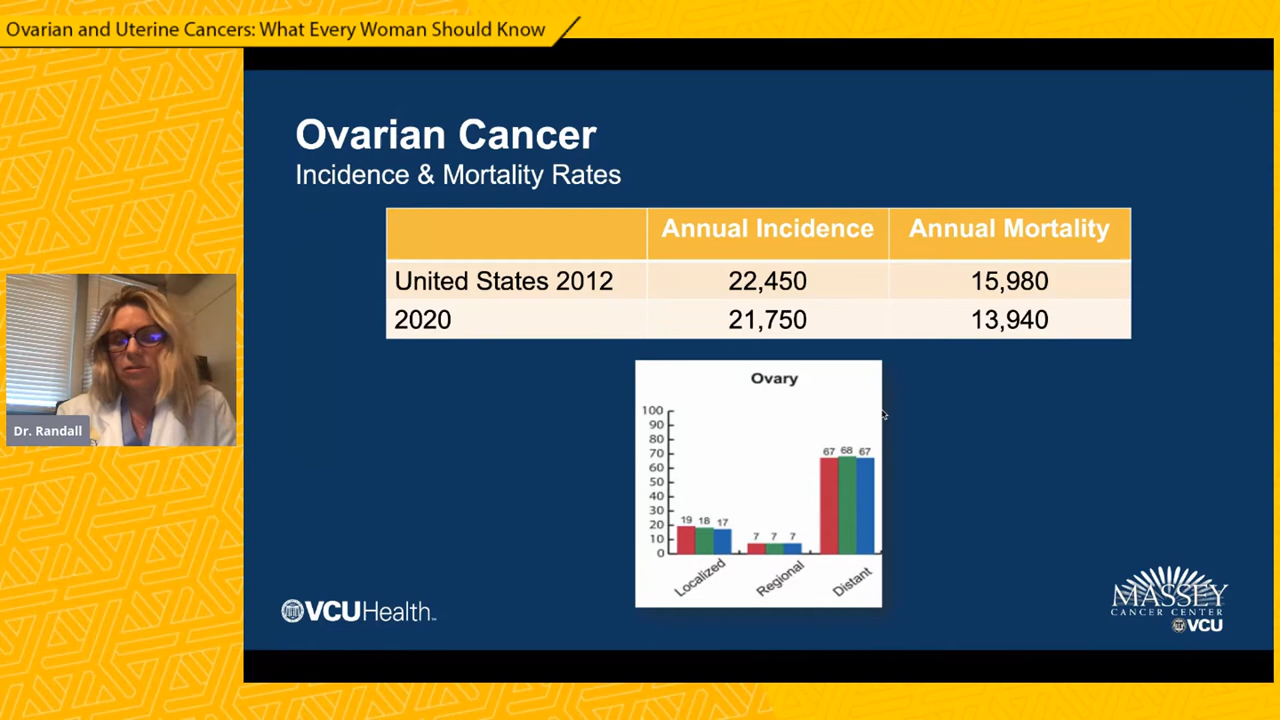 Ovarian and Uterine Cancers: What Every Woman Should Know
Ovarian Cancer
Incidence & Mortality Rates
Annual Incidence Annual Mortality
United States 2012 22,450 15,980
2020 21,750 13,940
Dr. Randall
Ovary
100
90
80
70
60
50
40
30
20
10
0
19 18 17
7 7 7
67 68 67
Localized
Regional
Distant
VCUHealth™
MASSEY
CANCER CENTER
VCU